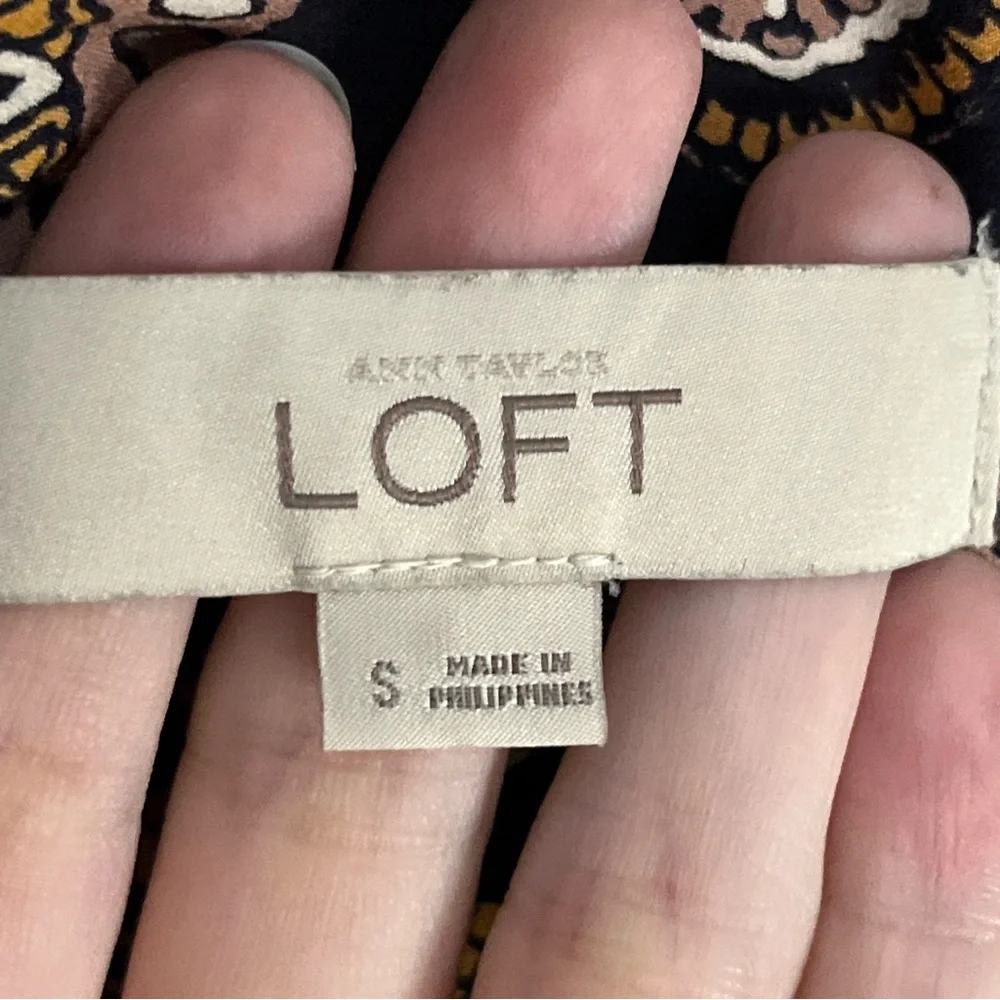 ANN TAYLOR
LOFT
S
MADE IN
PHILIPPINES